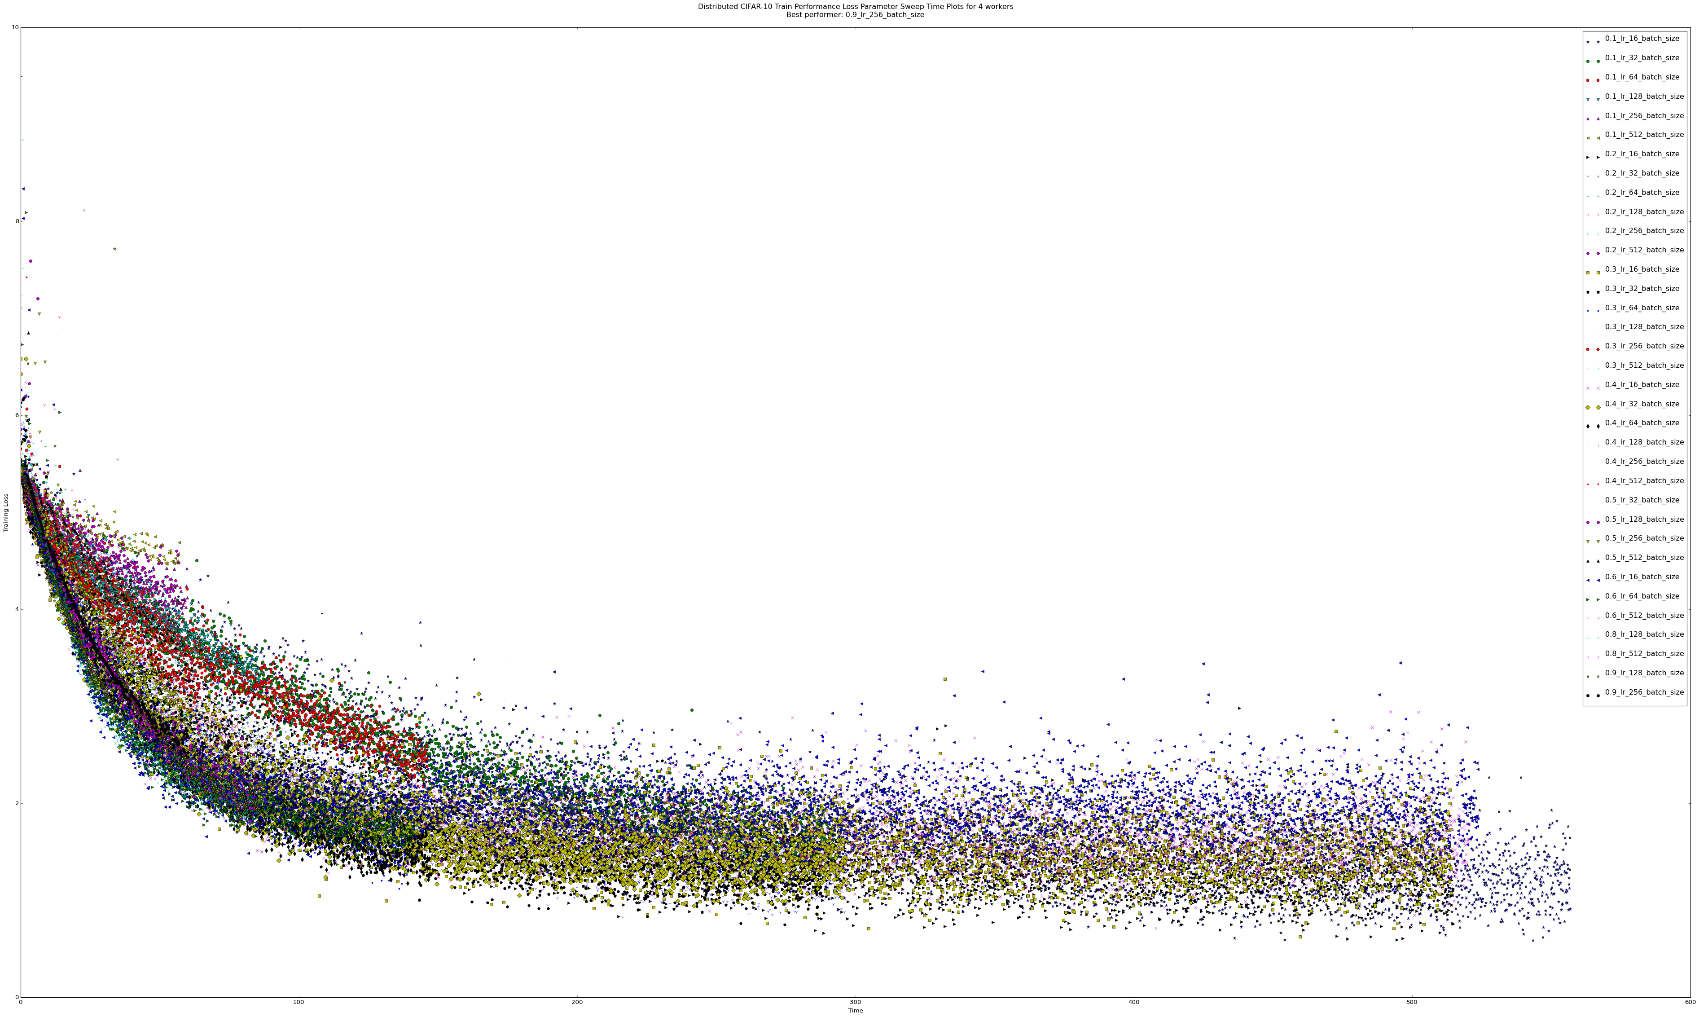 Distributed CIFAR-10 Train Performance Loss Parameter Sweep Time Plots for 4 workers
Best performer: 0.9_lr_256_batch_size
10
8
6
4
2
0
Training Loss
0
100
200
300
400
500
600
Time
0.1_lr_16_batch_size
0.1_lr_32_batch_size
0.1_lr_64_batch_size
0.1_lr_128_batch_size
0.1_lr_256_batch_size
0.1_lr_512_batch_size
0.2_lr_16_batch_size
0.2_lr_32_batch_size
0.2_lr_64_batch_size
0.2_lr_128_batch_size
0.2_lr_256_batch_size
0.2_lr_512_batch_size
0.3_lr_16_batch_size
0.3_lr_32_batch_size
0.3_lr_64_batch_size
0.3_lr_128_batch_size
0.3_lr_256_batch_size
0.3_lr_512_batch_size
0.4_lr_16_batch_size
0.4_lr_32_batch_size
0.4_lr_64_batch_size
0.4_lr_128_batch_size
0.4_lr_256_batch_size
0.4_lr_512_batch_size
0.5_lr_32_batch_size
0.5_lr_128_batch_size
0.5_lr_256_batch_size
0.5_lr_512_batch_size
0.6_lr_16_batch_size
0.6_lr_64_batch_size
0.6_lr_512_batch_size
0.8_lr_128_batch_size
0.8_lr_512_batch_size
0.9_lr_128_batch_size
0.9_lr_256_batch_size